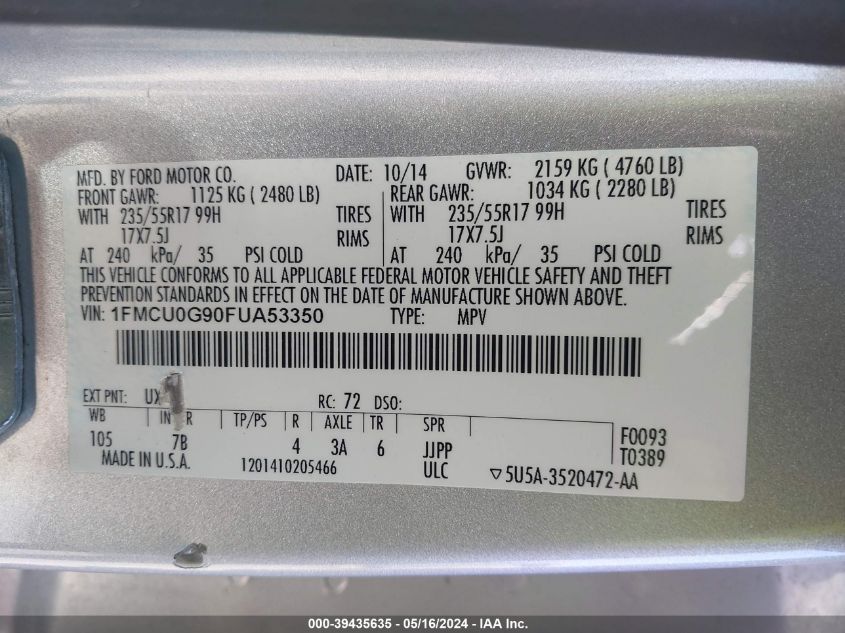 MFD. BY FORD MOTOR CO. DATE: 10/14 GVWR: 2159 KG ( 4760 LB)
FRONT GAWR: 1125 KG ( 2480 LB) REAR GAWR: 1034 KG ( 2280 LB)
WITH 235/55R17 99H TIRES WITH 235/55R17 99H TIRES
17X7.5J RIMS 17X7.5J RIMS
AT 240 kPa/ 35 PSI COLD AT 240 kPa/ 35 PSI COLD
THIS VEHICLE CONFORMS TO ALL APPLICABLE FEDERAL MOTOR VEHICLE SAFETY AND THEFT
PREVENTION STANDARDS IN EFFECT ON THE DATE OF MANUFACTURE SHOWN ABOVE.
VIN: 1FMCU0G90FUA53350 TYPE: MPV
EXT PNT: UX RC: 72 DSO:
WB TP/PS R AXLE TR SPR
105 7B 4 3A 6 JJPP F0093
T0389
MADE IN U.S.A. 1201410205466 ULC ▽5U5A-3520472-AA
000-39435635 - 05/16/2024 - IAA Inc.